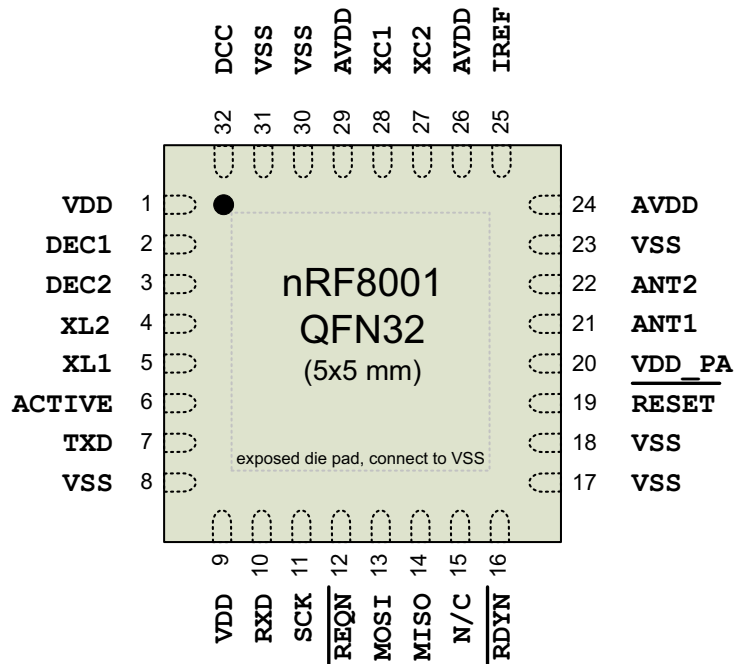 DCC VSS VSS AVDD XC1 XC2 AVDD IREF
32 31 30 29 28 27 26 25
VDD 1
DEC1 2
DEC2 3
XL2 4
XL1 5
ACTIVE 6
TXD 7
VSS 8
nRF8001
QFN32
(5x5 mm)
exposed die pad, connect to VSS
24 AVDD
23 VSS
22 ANT2
21 ANT1
20 VDD_PA
19 RESET
18 VSS
17 VSS
9 10 11 12 13 14 15 16
VDD RXD SCK REQN MOSI MISO N/C RDYN